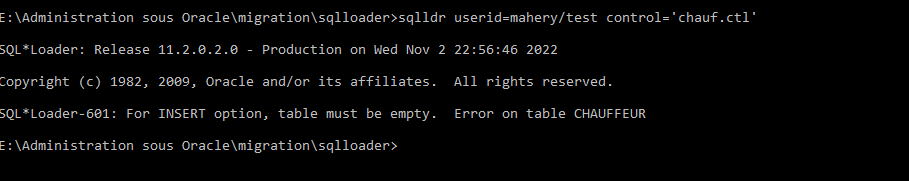 E:\Administration sous Oracle\migration\sqlloader>sqlldr userid=mahery/test control='chauf.ctl'
SQL*Loader: Release 11.2.0.2.0 - Production on Wed Nov 2 22:56:46 2022
Copyright (c) 1982, 2009, Oracle and/or its affiliates.  All rights reserved.
SQL*Loader-601: For INSERT option, table must be empty.  Error on table CHAUFFEUR
E:\Administration sous Oracle\migration\sqlloader>